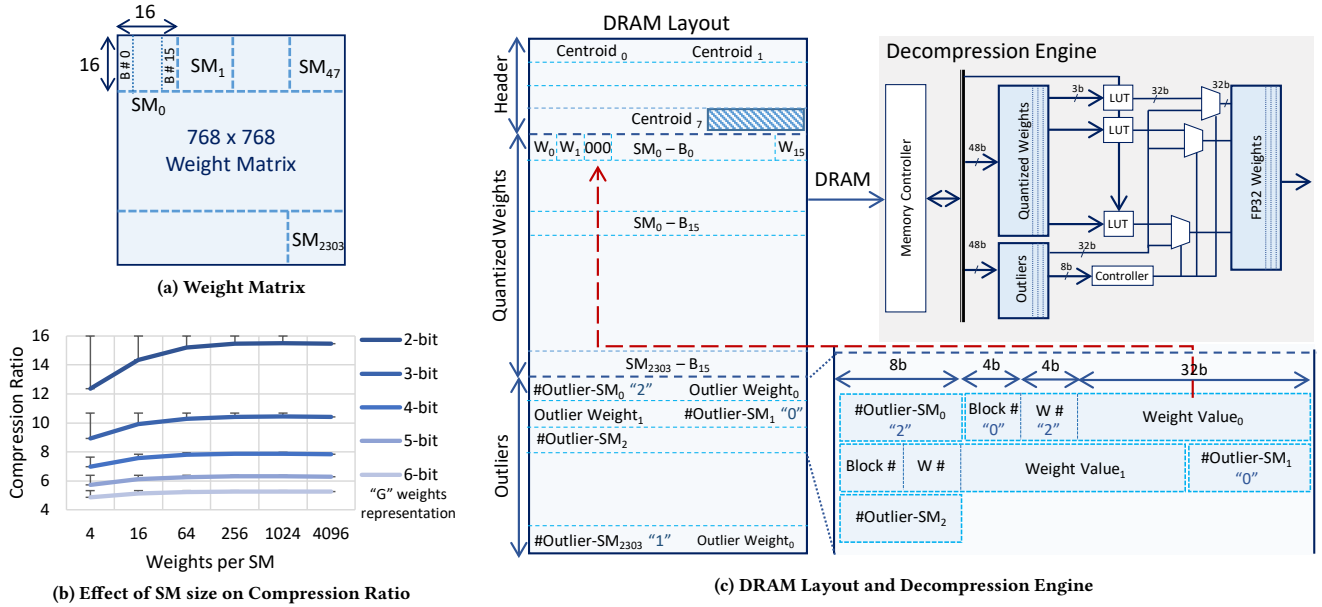 16
16
B # 0
B # 15
SM1
SM47
SM0
768 x 768
Weight Matrix
SM2303
(a) Weight Matrix
Compression Ratio
16
14
12
10
8
6
4
4 16 64 256 1024 4096
Weights per SM
2-bit
3-bit
4-bit
5-bit
6-bit
“G” weights
representation
(b) Effect of SM size on Compression Ratio
DRAM Layout
Header
Centroid 0 Centroid 1
Centroid 7
Quantized Weights
W0 W1 000 SM0 – B0 W15
SM0 – B15
SM2303 – B15
Outliers
#Outlier-SM0 “2” Outlier Weight0
Outlier Weight1 #Outlier-SM1 “0”
#Outlier-SM2
#Outlier-SM2303 “1” Outlier Weight0
DRAM
Decompression Engine
Memory Controller
48b
48b
Quantized Weights
Outliers
3b
LUT
32b
32b
LUT
LUT
32b
8b
Controller
FP32 Weights
8b 4b 4b 32b
#Outlier-SM0 Block # W # Weight Value0
“2” “0” “2”
Block # W # Weight Value1 #Outlier-SM1
“0”
#Outlier-SM2
(c) DRAM Layout and Decompression Engine